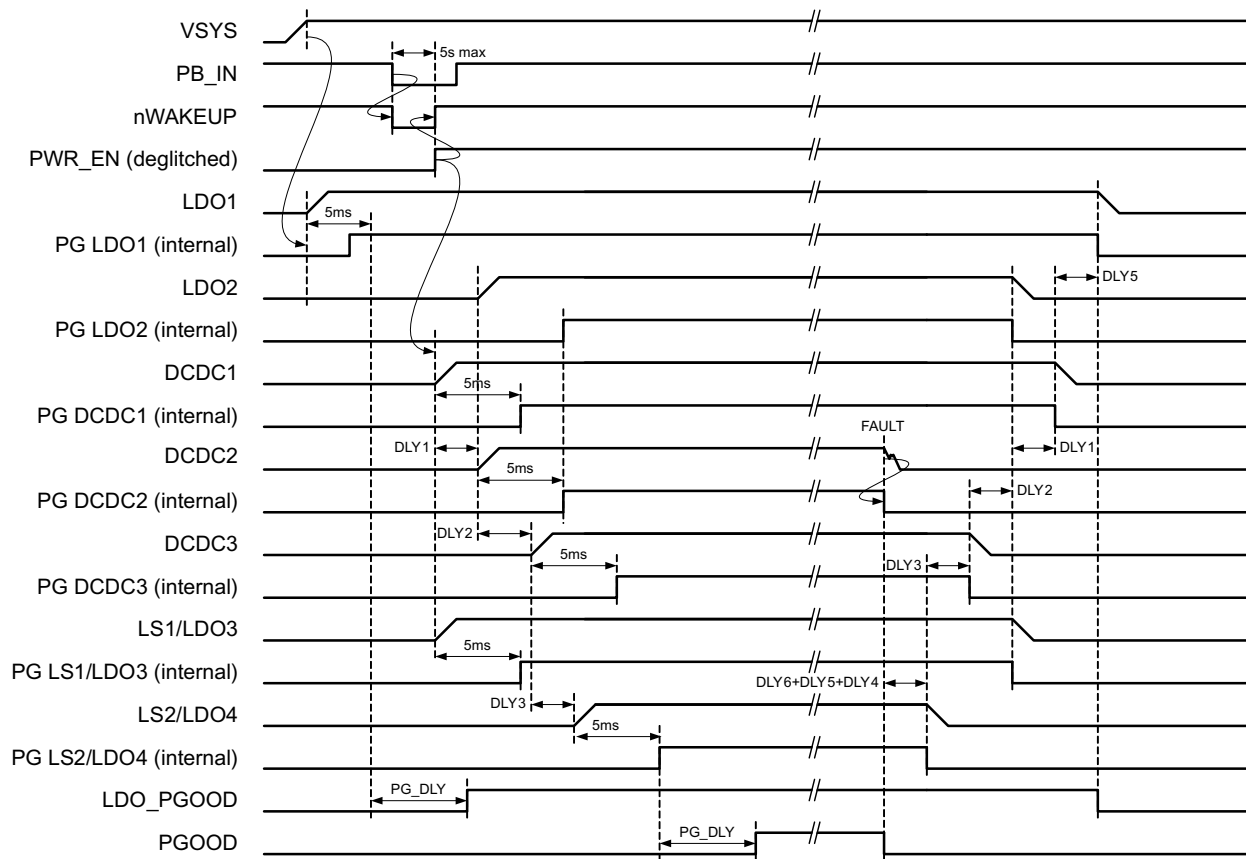 VSYS
5s max
PB_IN
nWAKEUP
PWR_EN (deglitched)
LDO1
5ms
PG LDO1 (internal)
LDO2
DLY5
PG LDO2 (internal)
DCDC1
5ms
PG DCDC1 (internal)
FAULT
DCDC2
DLY1
DLY1
5ms
PG DCDC2 (internal)
DLY2
DCDC3
DLY2
5ms
DLY3
PG DCDC3 (internal)
LS1/LDO3
5ms
PG LS1/LDO3 (internal)
DLY6+DLY5+DLY4
DLY3
LS2/LDO4
5ms
PG LS2/LDO4 (internal)
PG_DLY
LDO_PGOOD
PG_DLY
PGOOD